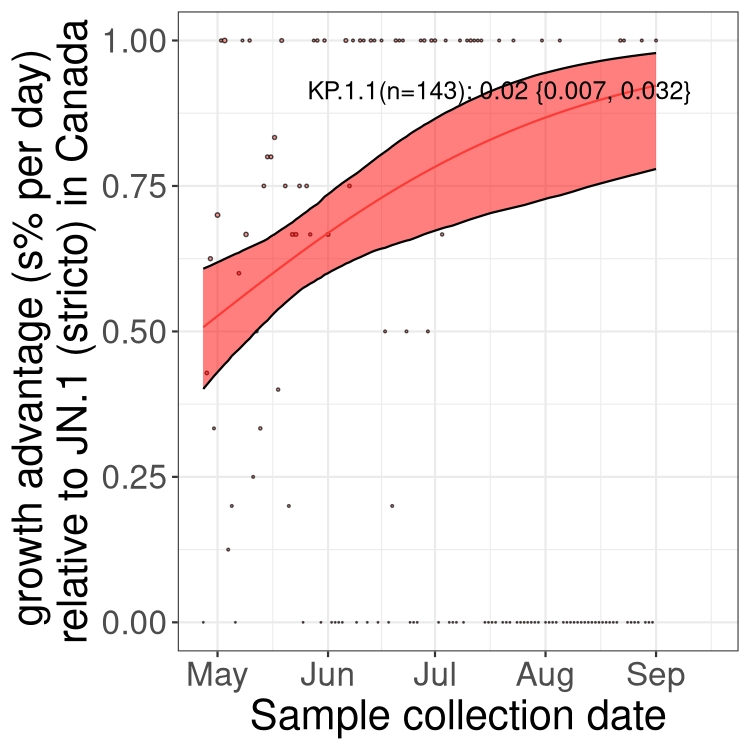 growth advantage (s% per day)
relative to JN.1 (stricto) in Canada
1.00
0.75
0.50
0.25
0.00
KP.1.1(n=143): 0.02 {0.007, 0.032}
May Jun Jul Aug Sep
Sample collection date